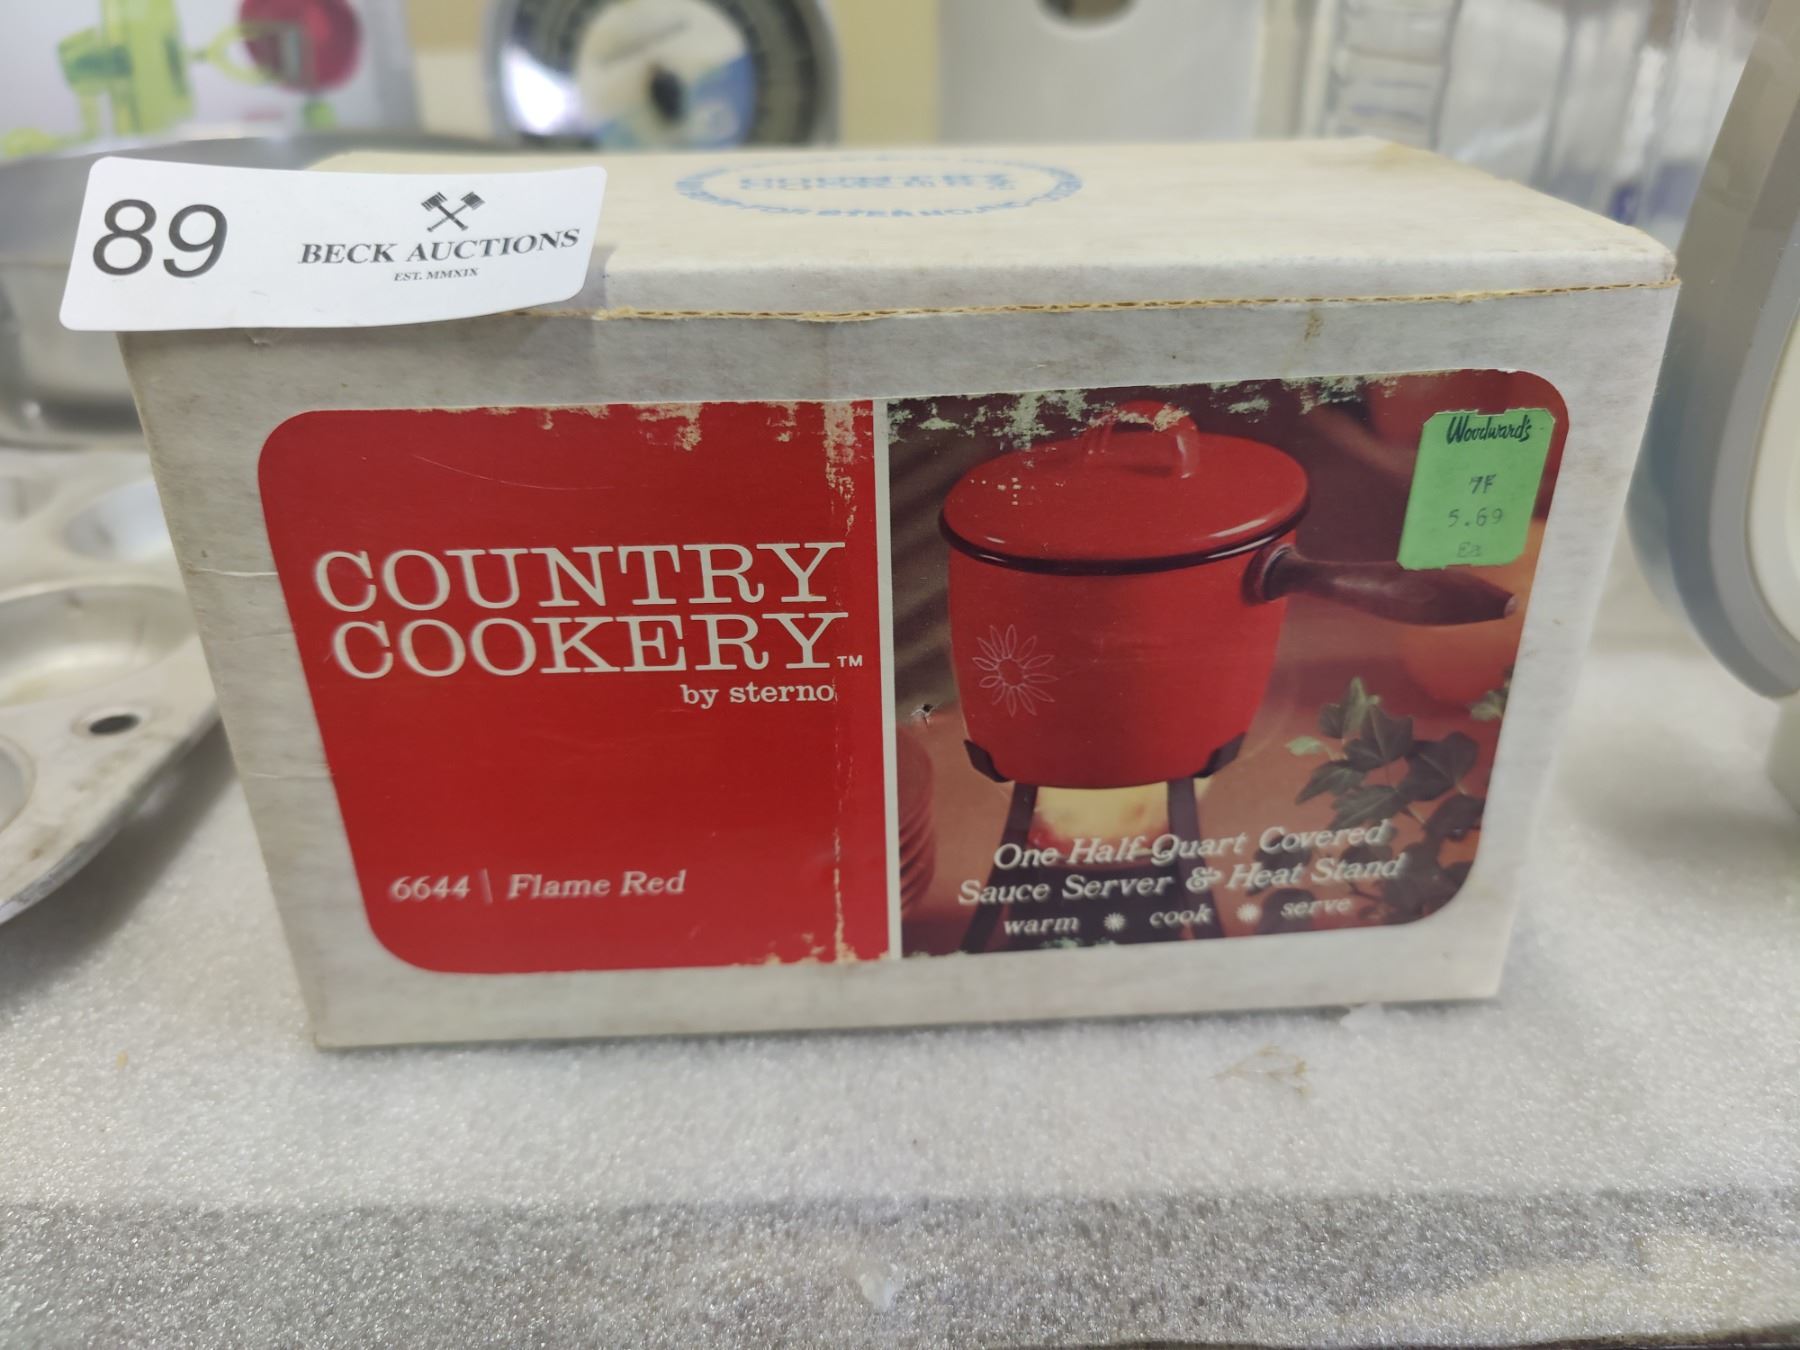 89
BECK AUCTIONS
EST. MMXIX
COUNTRY
COOKERY™
by sterno
6644 | Flame Red
Woodward's
7F
5.69
Ea
One Half-Quart Covered
Sauce Server & Heat Stand
warm cook serve